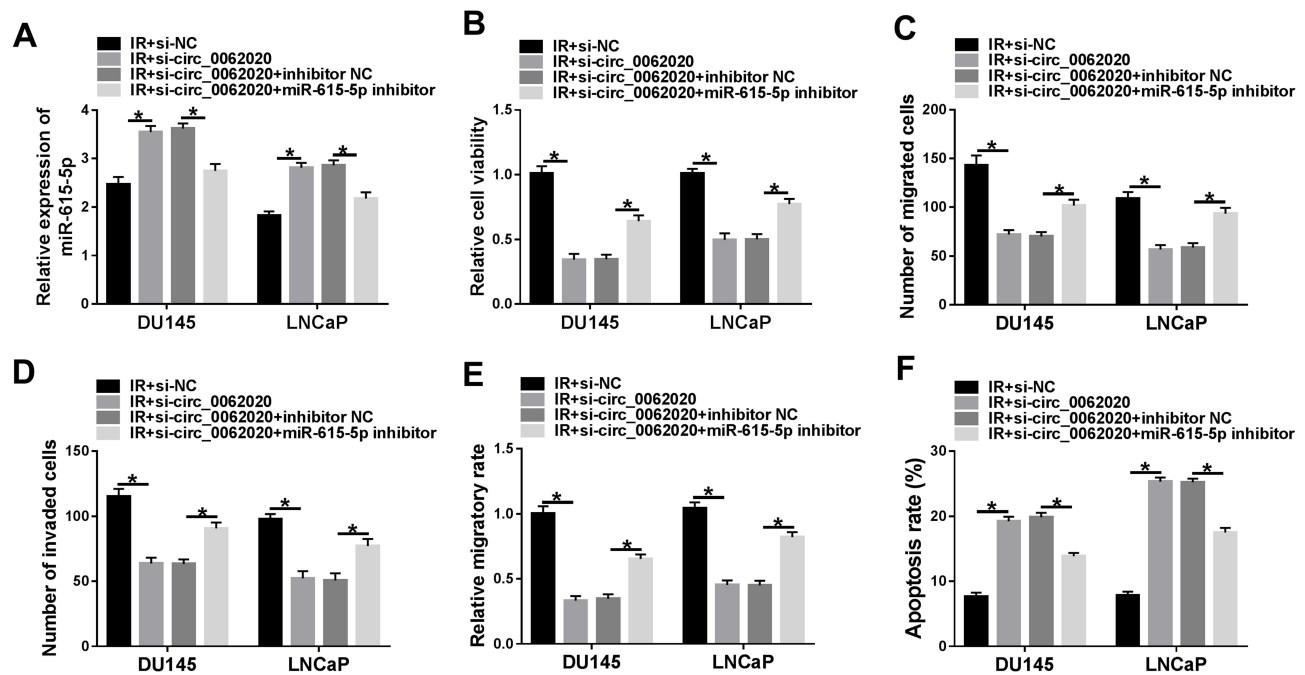 A
IR+si-NC
IR+si-circ_0062020
IR+si-circ_0062020+inhibitor NC
IR+si-circ_0062020+miR-615-5p inhibitor
Relative expression of
miR-615-5p
4
3
2
1
0
* * * *
DU145 LNCaP
B
IR+si-NC
IR+si-circ_0062020
IR+si-circ_0062020+inhibitor NC
IR+si-circ_0062020+miR-615-5p inhibitor
Relative cell viability
1.5
1.0
0.5
0.0
* * * *
DU145 LNCaP
C
IR+si-NC
IR+si-circ_0062020
IR+si-circ_0062020+inhibitor NC
IR+si-circ_0062020+miR-615-5p inhibitor
Number of migrated cells
200
150
100
50
0
* * * *
DU145 LNCaP
D
IR+si-NC
IR+si-circ_0062020
IR+si-circ_0062020+inhibitor NC
IR+si-circ_0062020+miR-615-5p inhibitor
Number of invaded cells
150
100
50
0
* * * *
DU145 LNCaP
E
IR+si-NC
IR+si-circ_0062020
IR+si-circ_0062020+inhibitor NC
IR+si-circ_0062020+miR-615-5p inhibitor
Relative migratory rate
1.5
1.0
0.5
0.0
* * * *
DU145 LNCaP
F
IR+si-NC
IR+si-circ_0062020
IR+si-circ_0062020+inhibitor NC
IR+si-circ_0062020+miR-615-5p inhibitor
Apoptosis rate (%)
30
20
10
0
* * * *
DU145 LNCaP